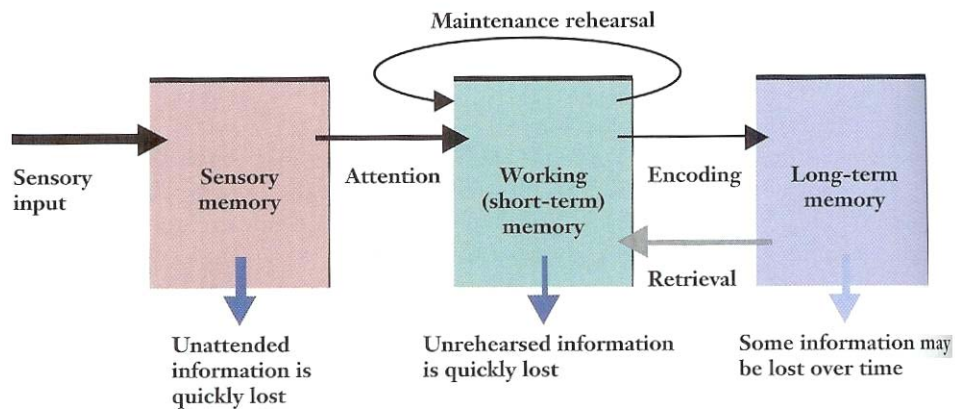 Maintenance rehearsal
Sensory
input
Sensory
memory
Attention
Working
(short-term)
memory
Encoding
Long-term
memory
Retrieval
Unattended
information is
quickly lost
Unrehearsed information
is quickly lost
Some information may
be lost over time